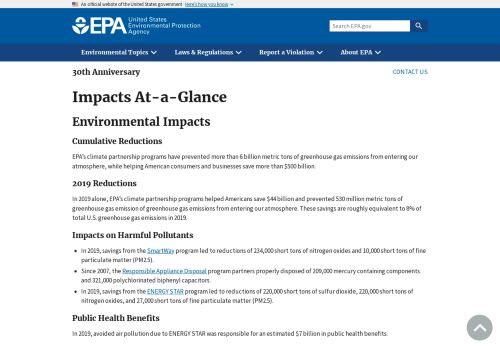 An official website of the United States government Here's how you know
EPA United States
Environmental Protection
Agency
Search EPA.gov
Environmental Topics Laws & Regulations Report a Violation About EPA
30th Anniversary CONTACT US
Impacts At-a-Glance
Environmental Impacts
Cumulative Reductions
EPA's climate partnership programs have prevented more than 6 billion metric tons of greenhouse gas emissions from entering our
atmosphere, while helping American consumers and businesses save more than $500 billion.
2019 Reductions
In 2019 alone, EPA's climate partnership programs helped Americans save $44 billion and prevented 530 million metric tons of
greenhouse gas emission of greenhouse gas emissions from entering our atmosphere. These savings are roughly equivalent to 8% of
total U.S. greenhouse gas emissions in 2019.
Impacts on Harmful Pollutants
• In 2019, savings from the SmartWay program led to reductions of 234,000 short tons of nitrogen oxides and 10,000 short tons of fine
particulate matter (PM2.5).
• Since 2007, the Responsible Appliance Disposal program partners properly disposed of 209,000 mercury containing components
and 321,000 polychlorinated biphenyl capacitors.
• In 2019, savings from the ENERGY STAR program led to reductions of 220,000 short tons of sulfur dioxide, 220,000 short tons of
nitrogen oxides, and 27,000 short tons of fine particulate matter (PM2.5).
Public Health Benefits
In 2019, avoided air pollution due to ENERGY STAR was responsible for an estimated $7 billion in public health benefits.